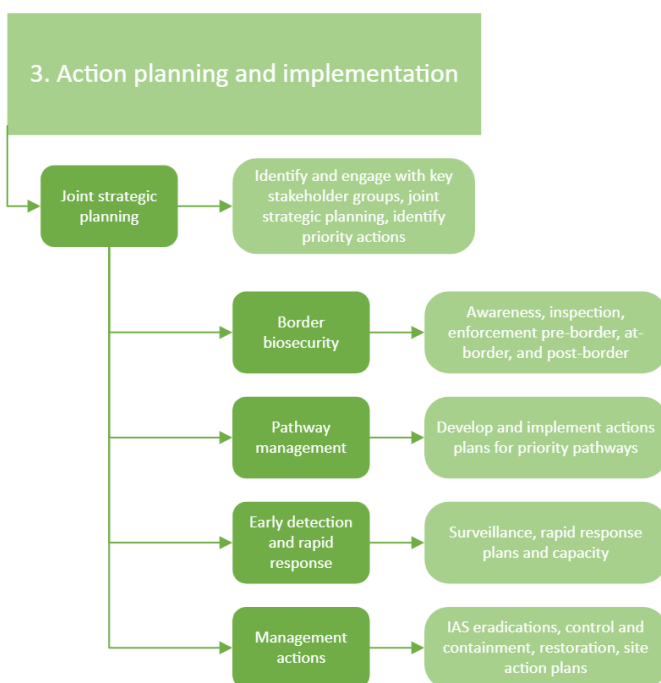 3. Action planning and implementation
Joint strategic
planning
Identify and engage with key
stakeholder groups, joint
strategic planning, identify
priority actions
Border
biosecurity
Awareness, inspection,
enforcement pre-border, at-
border, and post-border
Pathway
management
Develop and implement actions
plans for priority pathways
Early detection
and rapid
response
Surveillance, rapid response
plans and capacity
Management
actions
IAS eradications, control and
containment, restoration, site
action plans